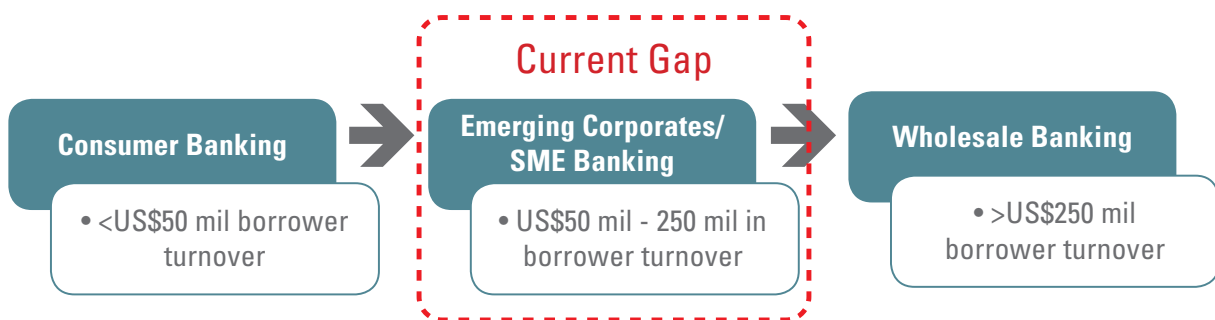 Current Gap
Consumer Banking
• <US$50 mil borrower
turnover
Emerging Corporates/
SME Banking
• US$50 mil - 250 mil in
borrower turnover
Wholesale Banking
• >US$250 mil
borrower turnover